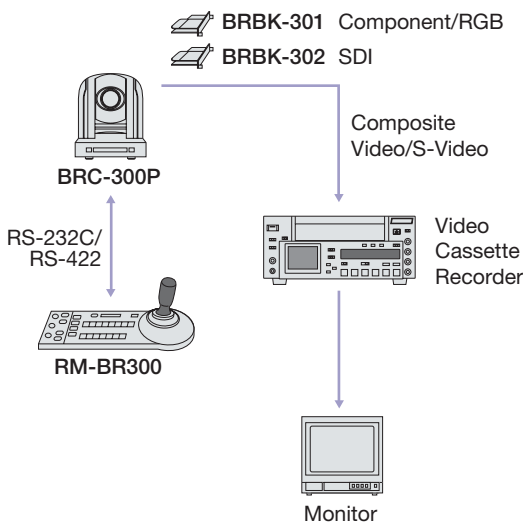 BRBK-301 Component/RGB
BRBK-302 SDI
BRC-300P
Composite
Video/S-Video
RS-232C/
RS-422
Video
Cassette
Recorder
RM-BR300
Monitor